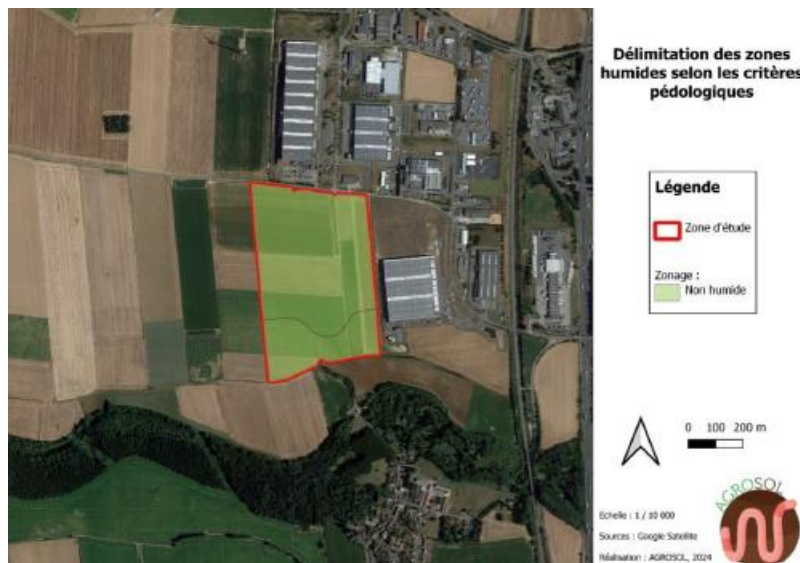 Délimitation des zones
humides selon les critères
pédologiques
Légende
Zone d'étude
Zonage :
Non humide
0 100 200 m
Echelle : 1 / 10 000
Sources : Google Satellite
Réalisation : AGROSOL, 2024
AGROSOL